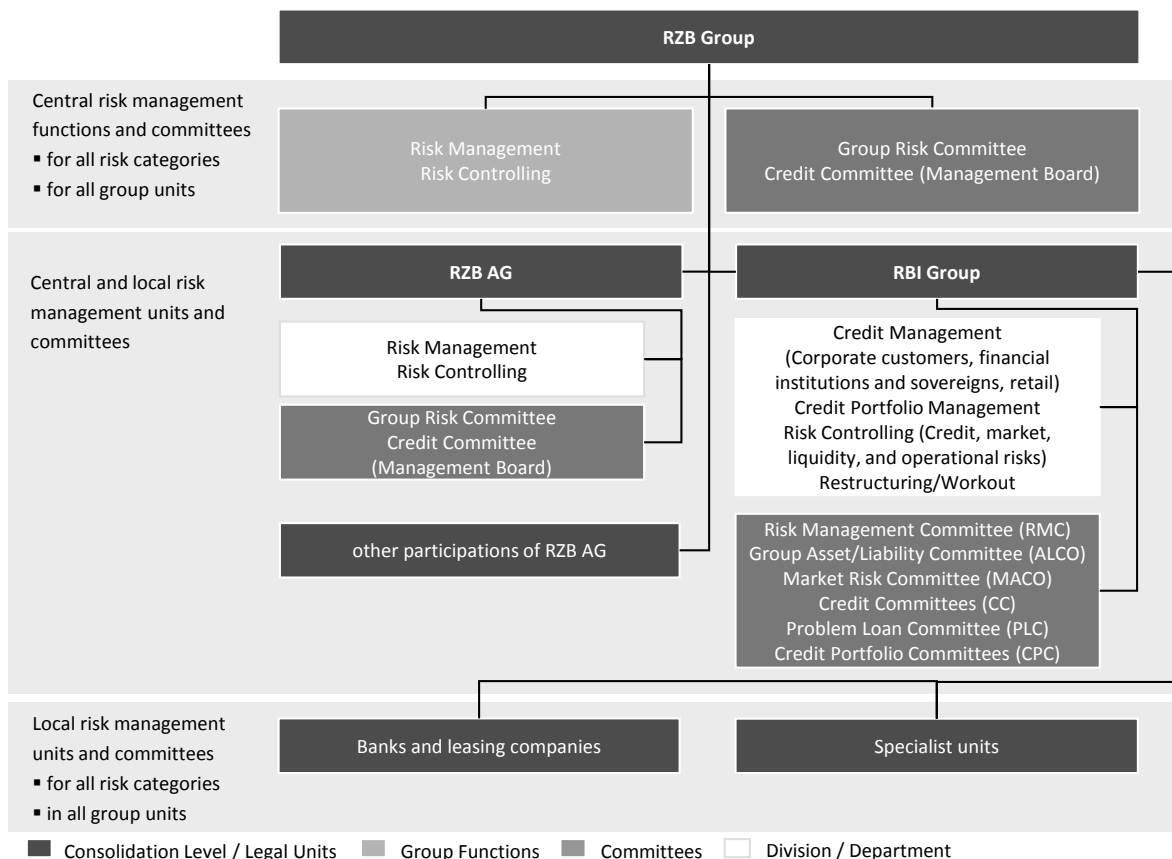 RZB Group
Central risk management
functions and committees
▪ for all risk categories
▪ for all group units
Risk Management
Risk Controlling
Group Risk Committee
Credit Committee (Management Board)
Central and local risk
management units and
committees
RZB AG
Risk Management
Risk Controlling
Group Risk Committee
Credit Committee
(Management Board)
other participations of RZB AG
RBI Group
Credit Management
(Corporate customers, financial
institutions and sovereigns, retail)
Credit Portfolio Management
Risk Controlling (Credit, market,
liquidity, and operational risks)
Restructuring/Workout
Risk Management Committee (RMC)
Group Asset/Liability Committee (ALCO)
Market Risk Committee (MACO)
Credit Committees (CC)
Problem Loan Committee (PLC)
Credit Portfolio Committees (CPC)
Local risk management
units and committees
▪ for all risk categories
▪ in all group units
Banks and leasing companies
Specialist units
Consolidation Level / Legal Units
Group Functions
Committees
Division / Department